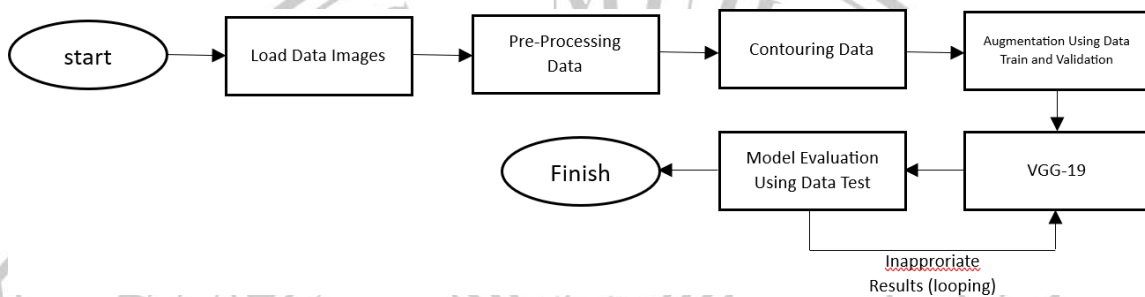 start
Load Data Images
Pre-Processing
Data
Contouring Data
Augmentation Using Data
Train and Validation
Finish
Model Evaluation
Using Data Test
VGG-19
Inapproriate
Results (looping)